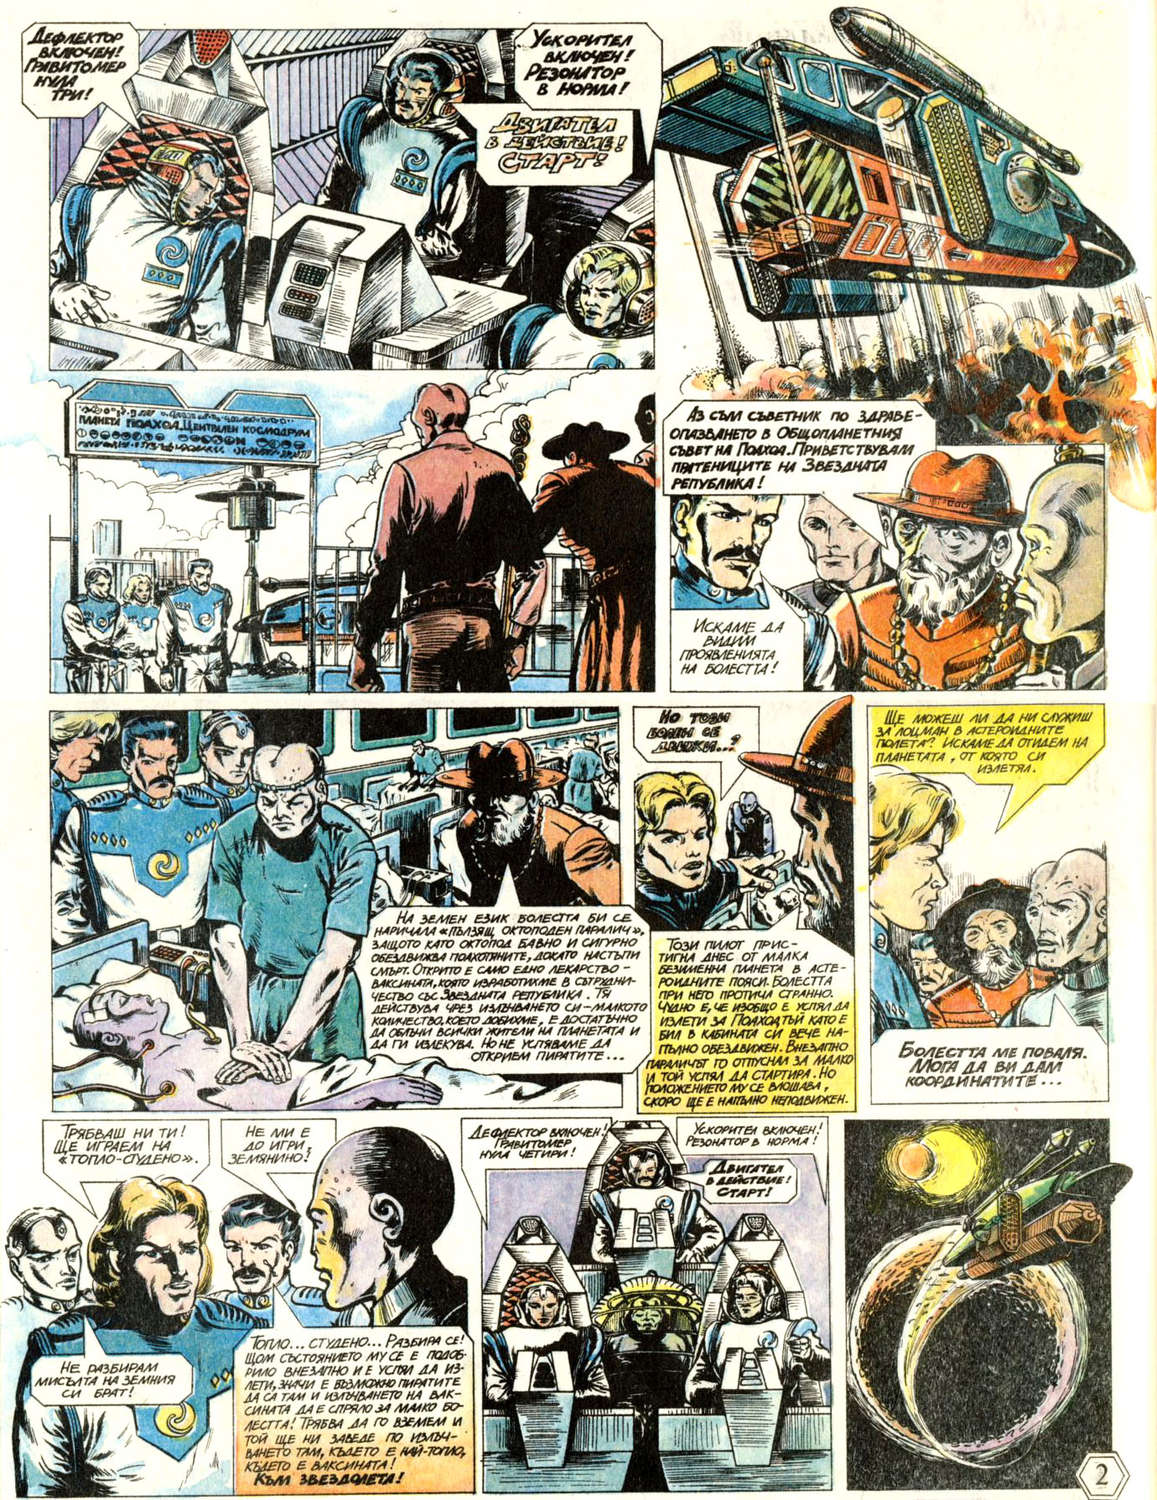 Дефлектор
включен!
Гравитомер
нула
три!
Ускорител
включен!
Резонатор
в норма!
Двигател
в действие!
Старт!
планета Полхоа. Централен космодрум
Аз съм съветник по здраве-
опазването в Общопланетния
съвет на Полхоа. Приветствувам
пратениците на Звездната
република!
Искаме да
видим
проявленията
на болестта!
На земен език болестта би се
наричала «пълзящ октоподен паралич»,
защото като октопод бавно и сигурно
обездвижва полхотяните, докато настъпи
смърт. Открито е само едно лекарство –
ваксината, която изработихме в сътрудни-
чество със Звездната република. Тя
действува чрез излъчването си – малкото
количество, което добихме, е достатъчно
да облъчи всички жители на планетата и
да ги излекува. Но не успяваме да
открием пиратите...
Но този
болен се
движи...?
Този пилот прис-
тигна днес от малка
безименна планета в асте-
роидните пояси. Болестта
при него протича странно.
Чудно е, че изобщо е успял да
излети за Полхоа, тъй като е
бил в кабината си вече на-
пълно обездвижен. Внезапно
параличът го отпуснал за малко
и той успял да стартира. Но
положението му се влошава,
скоро ще е напълно неподвижен.
Ще можеш ли да ни служиш
за лоцман в астероидните
полета? Искаме да отидем на
планетата, от която си
излетял.
Болестта ме поваля.
Мога да ви дам
координатите...
Трябваш ни ти!
Ще играем на
«топло-студено».
Не ми е
до игри,
земянино!
Не разбирам
мисълта на земния
си брат!
Топло... студено... Разбира се!
Щом състоянието му се е подоб-
рило внезапно и е успял да из-
лети, значи е възможно пиратите
да са там и излъчването на вак-
сината да е спряло за малко бо-
лестта! Трябва да го вземем и
той ще ни заведе по излъч-
ването там, където е най-топло,
където е ваксината!
Към звездолета!
Дефлектор включен!
Гравитомер
нула четири!
Ускорител включен!
Резонатор в норма!
Двигател
в действие!
Старт!
2